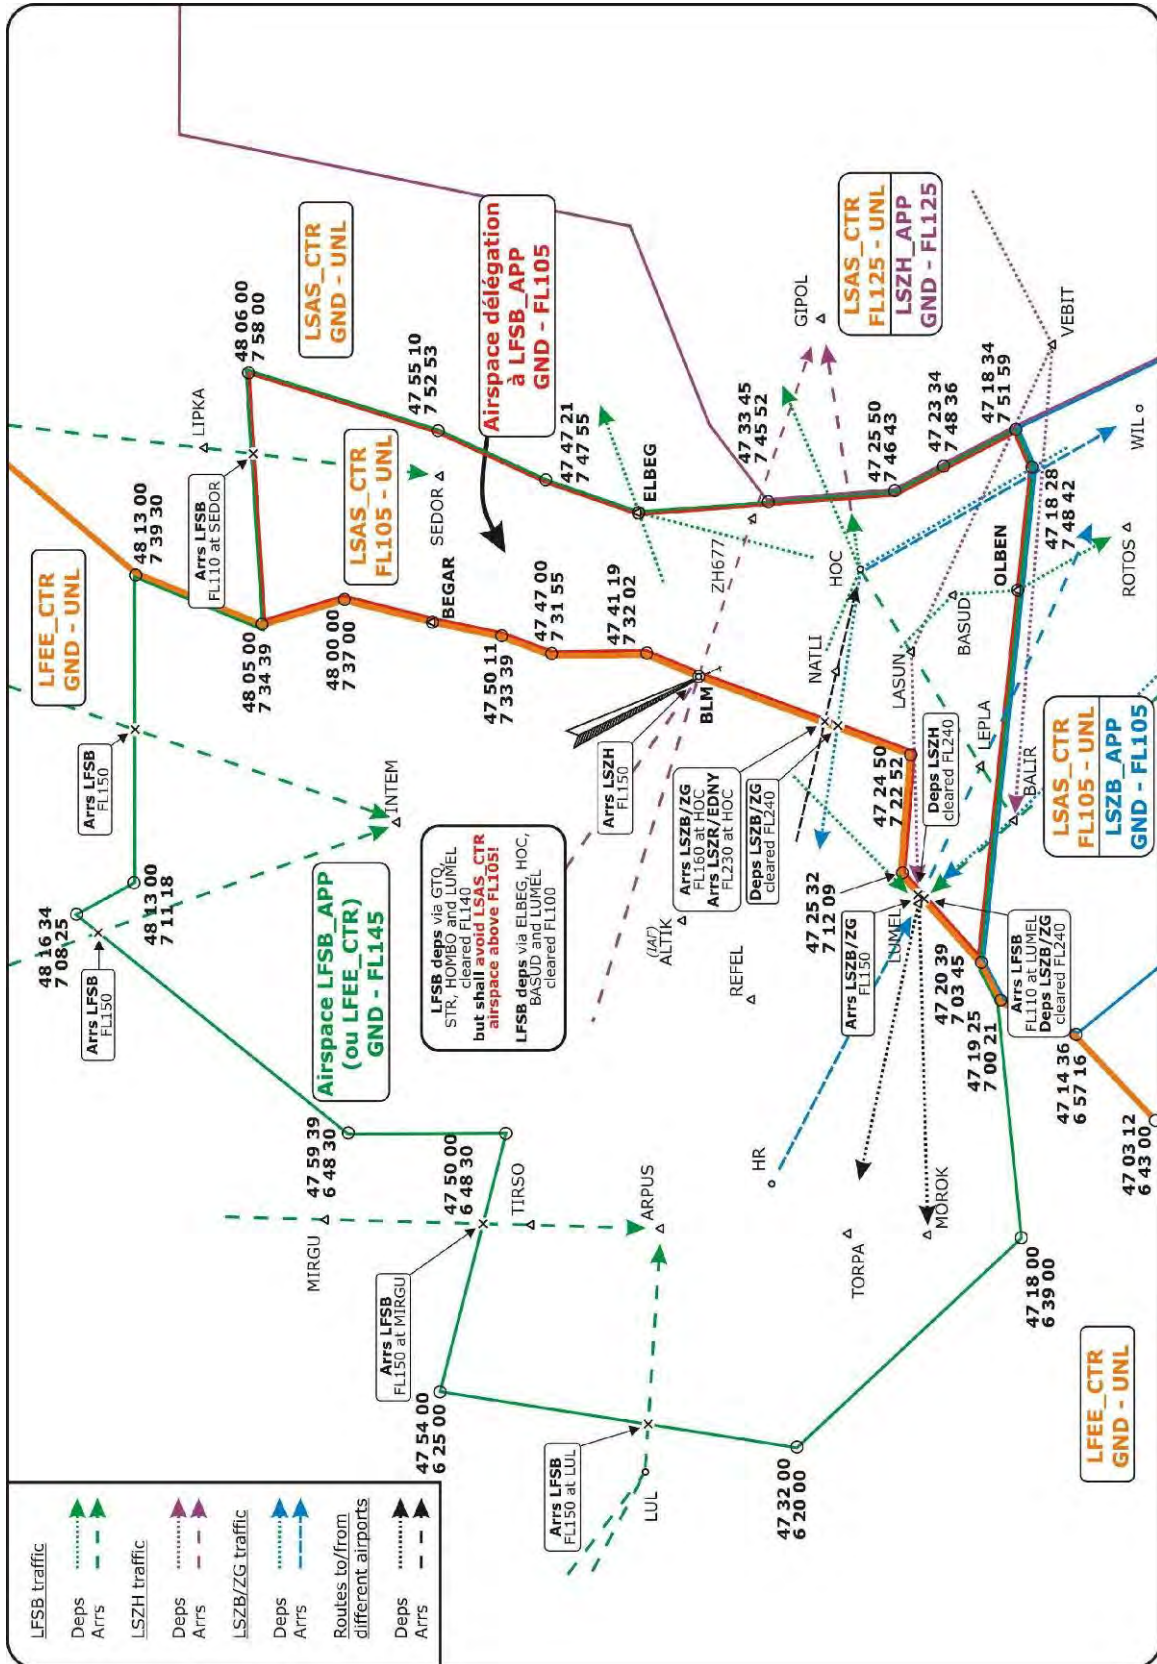 LFSB traffic
Deps
Arrs
LSZH traffic
Deps
Arrs
LSZB/ZG traffic
Deps
Arrs
Routes to/from
different airports
Deps
Arrs
LFEE_CTR
GND - UNL
48 16 34
7 08 25
Arrs LFSB
FL150
48 13 00
7 11 18
Arrs LFSB
FL150
48 13 00
7 39 30
LIPKA
Arrs LFSB
FL110 at SEDOR
48 06 00
7 58 00
LSAS_CTR
GND - UNL
48 05 00
7 34 39
48 00 00
7 37 00
LSAS_CTR
FL105 - UNL
SEDOR
47 55 10
7 52 53
INTEM
BEGAR
Airspace délégation
à LFSB_APP
GND - FL105
Airspace LFSB_APP
(ou LFEE_CTR)
GND - FL145
MIRGU
47 59 39
6 48 30
47 50 00
6 48 30
TIRSO
Arrs LFSB
FL150 at MIRGU
47 54 00
6 25 00
47 50 11
7 33 39
47 47 00
7 31 55
47 47 21
7 47 55
ELBEG
47 41 19
7 32 02
LFSB deps via GTQ,
STR, HOMBO and LUMEL
cleared FL140
but shall avoid LSAS_CTR
airspace above FL105!
LFSB deps via ELBEG, HOC,
BASUD and LUMEL
cleared FL100
Arrs LFSB
FL150 at LUL
LUL
ARPUS
Arrs LSZH
FL150
BLM
ZH677
47 33 45
7 45 52
GIPOL
(IAF)
ALTIK
REFEL
Arrs LSZB/ZG
FL160 at HOC
Arrs LSZR/EDNY
FL230 at HOC
Deps LSZB/ZG
cleared FL240
NATLI
HOC
LSAS_CTR
FL125 - UNL
LSZH_APP
GND - FL125
47 32 00
6 20 00
HR
TORPA
47 25 32
7 12 09
47 24 50
7 22 52
LASUN
47 25 50
7 46 43
47 23 34
7 48 36
Arrs LSZB/ZG
FL150
LUMEL
Deps LSZH
cleared FL240
BASUD
MOROK
47 20 39
7 03 45
47 19 25
7 00 21
LEPLA
OLBEN
47 18 34
7 51 59
VEBIT
Arrs LFSB
FL110 at LUMEL
Deps LSZB/ZG
cleared FL240
BALIR
47 18 28
7 48 42
47 18 00
6 39 00
47 14 36
6 57 16
LSAS_CTR
FL105 - UNL
LSZB_APP
GND - FL105
ROTOS
WIL
LFEE_CTR
GND - UNL
47 03 12
6 43 00